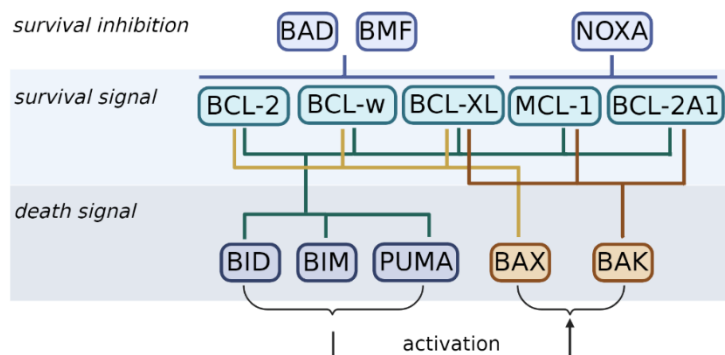 survival inhibition
BAD BMF NOXA
survival signal
BCL-2 BCL-w BCL-XL MCL-1 BCL-2A1
death signal
BID BIM PUMA BAX BAK
activation